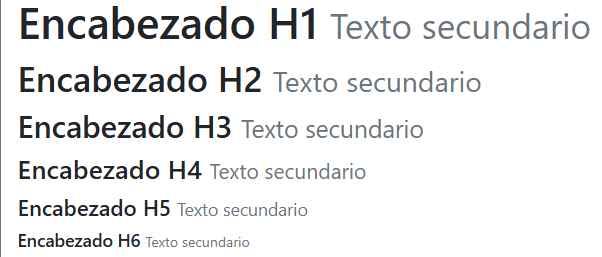 Encabezado H1 Texto secundario
Encabezado H2 Texto secundario
Encabezado H3 Texto secundario
Encabezado H4 Texto secundario
Encabezado H5 Texto secundario
Encabezado H6 Texto secundario